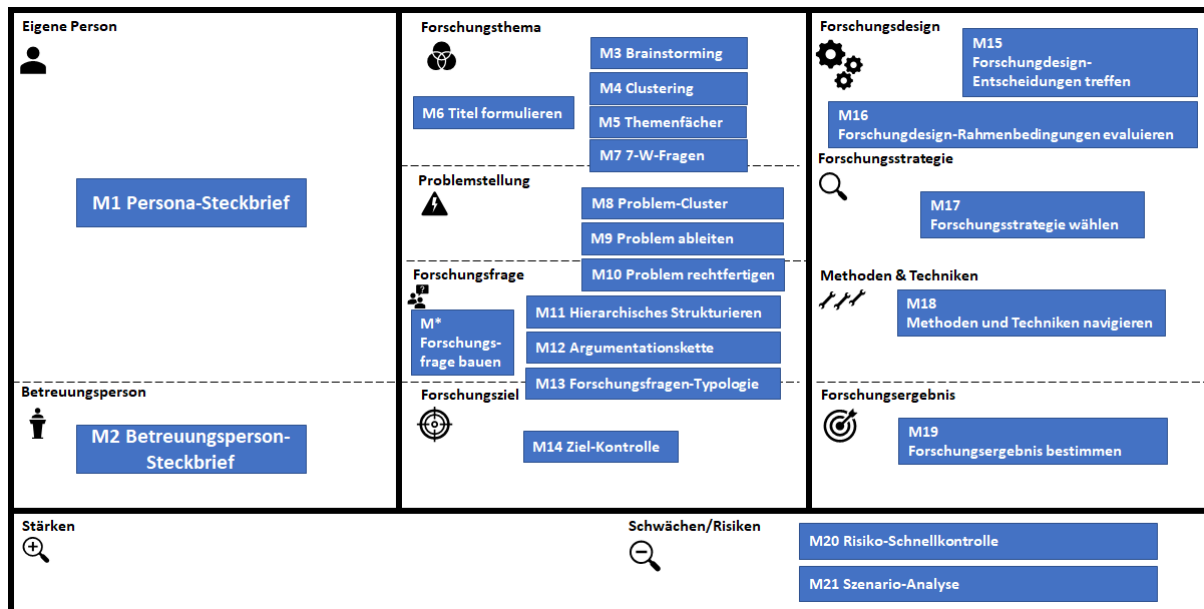 Eigene Person
M1 Persona-Steckbrief
Betreuungsperson
M2 Betreuungsperson-
Steckbrief
Forschungsthema
M3 Brainstorming
M4 Clustering
M6 Titel formulieren
M5 Themenfächer
M7 7-W-Fragen
Problemstellung
M8 Problem-Cluster
M9 Problem ableiten
M10 Problem rechtfertigen
Forschungsfrage
?
M11 Hierarchisches Strukturieren
M*
Forschungs-
frage bauen
M12 Argumentationskette
M13 Forschungsfragen-Typologie
Forschungsziel
M14 Ziel-Kontrolle
Forschungsdesign
M15
Forschungdesign-
Entscheidungen treffen
M16
Forschungdesign-Rahmenbedingungen evaluieren
Forschungsstrategie
M17
Forschungsstrategie wählen
Methoden & Techniken
M18
Methoden und Techniken navigieren
Forschungsergebnis
M19
Forschungsergebnis bestimmen
Stärken
Schwächen/Risiken
M20 Risiko-Schnellkontrolle
M21 Szenario-Analyse